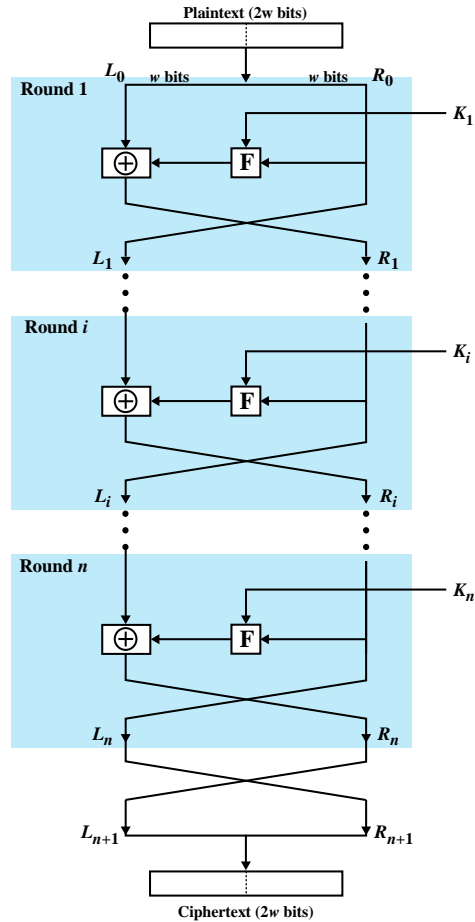 Plaintext (2w bits)
L₀ w bits w bits R₀
Round 1
K₁
⊕ F
L₁ R₁
Round i
Kᵢ
⊕ F
Lᵢ Rᵢ
Round n
Kₙ
⊕ F
Lₙ Rₙ
Lₙ₊₁ Rₙ₊₁
Ciphertext (2w bits)